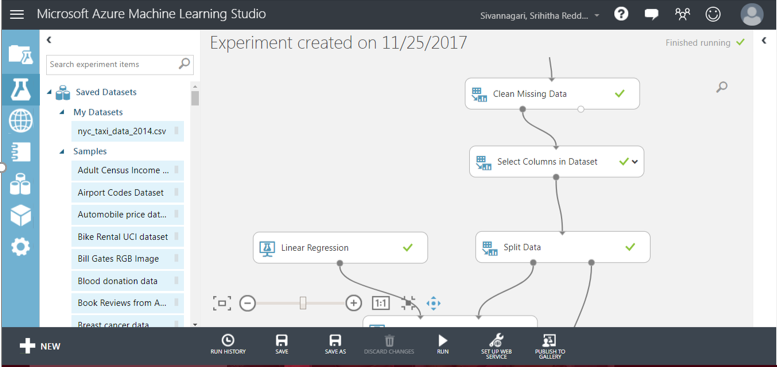 Microsoft Azure Machine Learning Studio
Sivannagari, Srihitha Redd...
?
Experiment created on 11/25/2017
Finished running
Search experiment items
Saved Datasets
My Datasets
nyc_taxi_data_2014.csv
Samples
Adult Census Income ...
Airport Codes Dataset
Automobile price dat...
Bike Rental UCI dataset
Bill Gates RGB Image
Blood donation data
Book Reviews from A...
Breast cancer data
Clean Missing Data
Select Columns in Dataset
Linear Regression
Split Data
1:1
NEW
RUN HISTORY
SAVE
SAVE AS
DISCARD CHANGES
RUN
SET UP WEB
SERVICE
PUBLISH TO
GALLERY